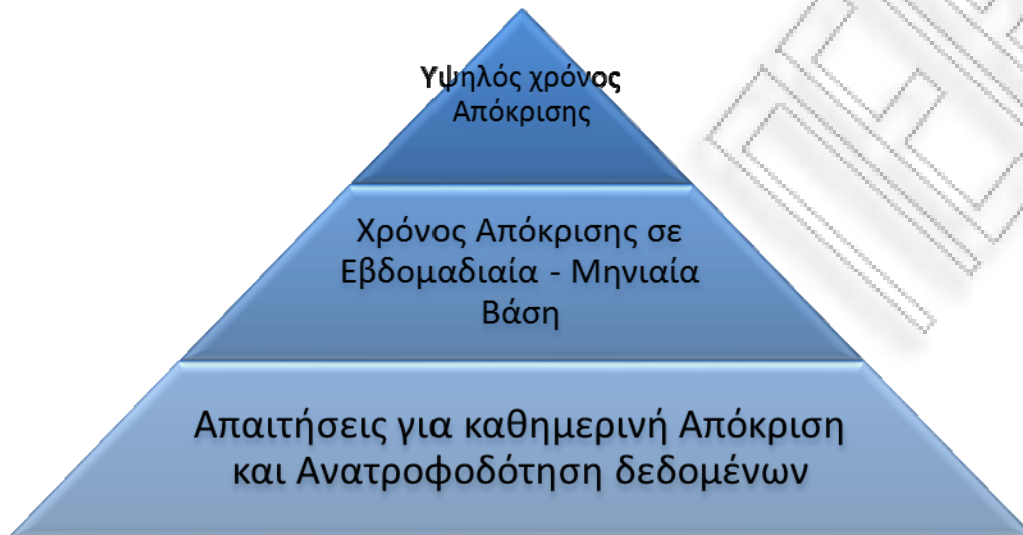 Υψηλός χρόνος
Απόκρισης
Χρόνος Απόκρισης σε
Εβδομαδιαία - Μηνιαία
Βάση
Απαιτήσεις για καθημερινή Απόκριση
και Ανατροφοδότηση δεδομένων